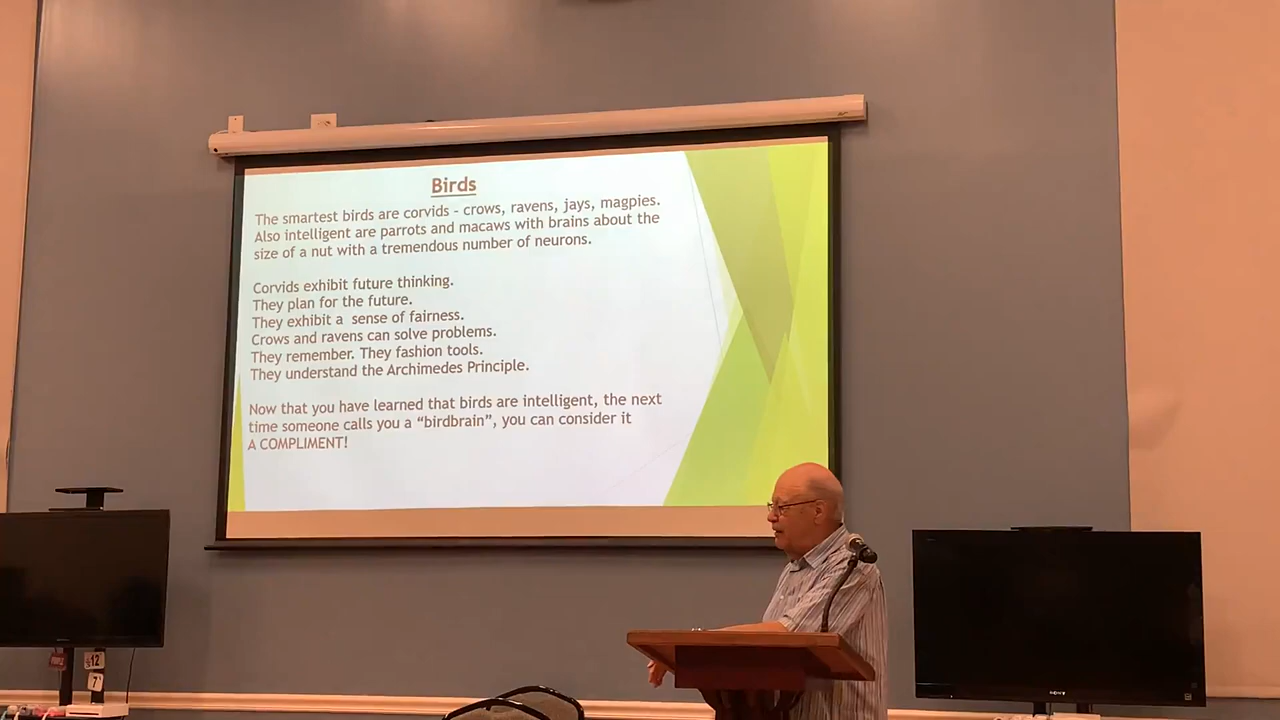 Birds
The smartest birds are corvids - crows, ravens, jays, magpies.
Also intelligent are parrots and macaws with brains about the
size of a nut with a tremendous number of neurons.
Corvids exhibit future thinking.
They plan for the future.
They exhibit a sense of fairness.
Crows and ravens can solve problems.
They remember. They fashion tools.
They understand the Archimedes Principle.
Now that you have learned that birds are intelligent, the next
time someone calls you a “birdbrain”, you can consider it
A COMPLIMENT!
12
7
SONY